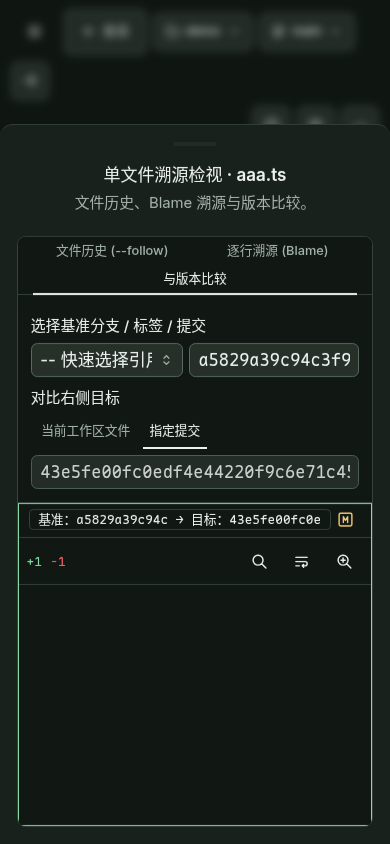 单文件溯源检视 · aaa.ts
文件历史、Blame 溯源与版本比较。
文件历史 (--follow)
逐行溯源 (Blame)
与版本比较
选择基准分支 / 标签 / 提交
-- 快速选择引用
a5829a39c94c3f9
对比右侧目标
当前工作区文件
指定提交
43e5fe00fc0edf4e44220f9c6e71c45
基准: a5829a39c94c → 目标: 43e5fe00fc0e
M
+1 -1